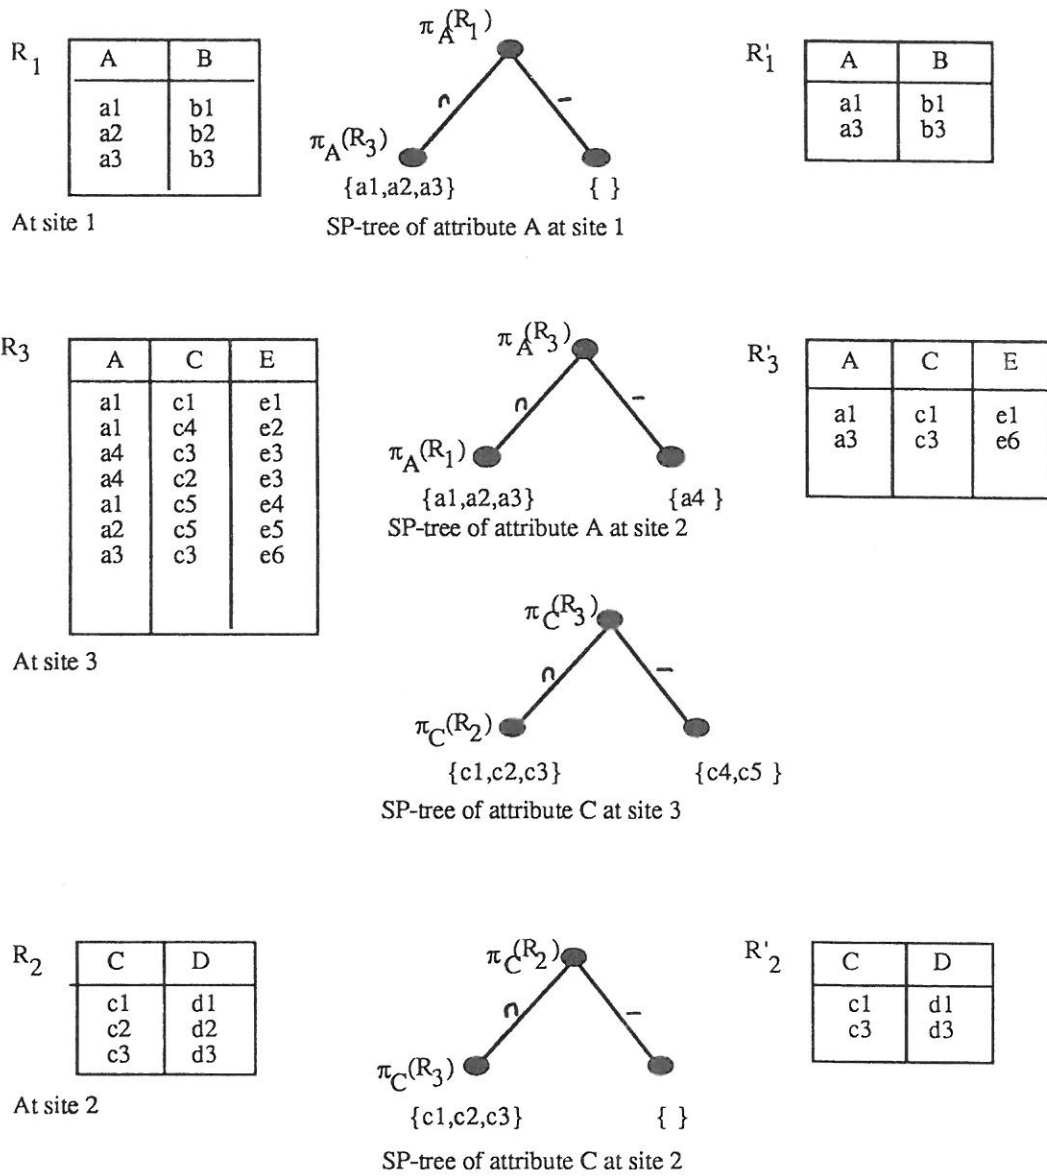 R1
A B
a1 b1
a2 b2
a3 b3
At site 1
πA(R1)
∩ −
πA(R3)
{a1,a2,a3} { }
SP-tree of attribute A at site 1
R'1
A B
a1 b1
a3 b3
R3
A C E
a1 c1 e1
a1 c4 e2
a4 c3 e3
a4 c2 e3
a1 c5 e4
a2 c5 e5
a3 c3 e6
At site 3
πA(R3)
∩ −
πA(R1)
{a1,a2,a3} {a4 }
SP-tree of attribute A at site 2
R'3
A C E
a1 c1 e1
a3 c3 e6
πC(R3)
∩ −
πC(R2)
{c1,c2,c3} {c4,c5 }
SP-tree of attribute C at site 3
R2
C D
c1 d1
c2 d2
c3 d3
At site 2
πC(R2)
∩ −
πC(R3)
{c1,c2,c3} { }
SP-tree of attribute C at site 2
R'2
C D
c1 d1
c3 d3